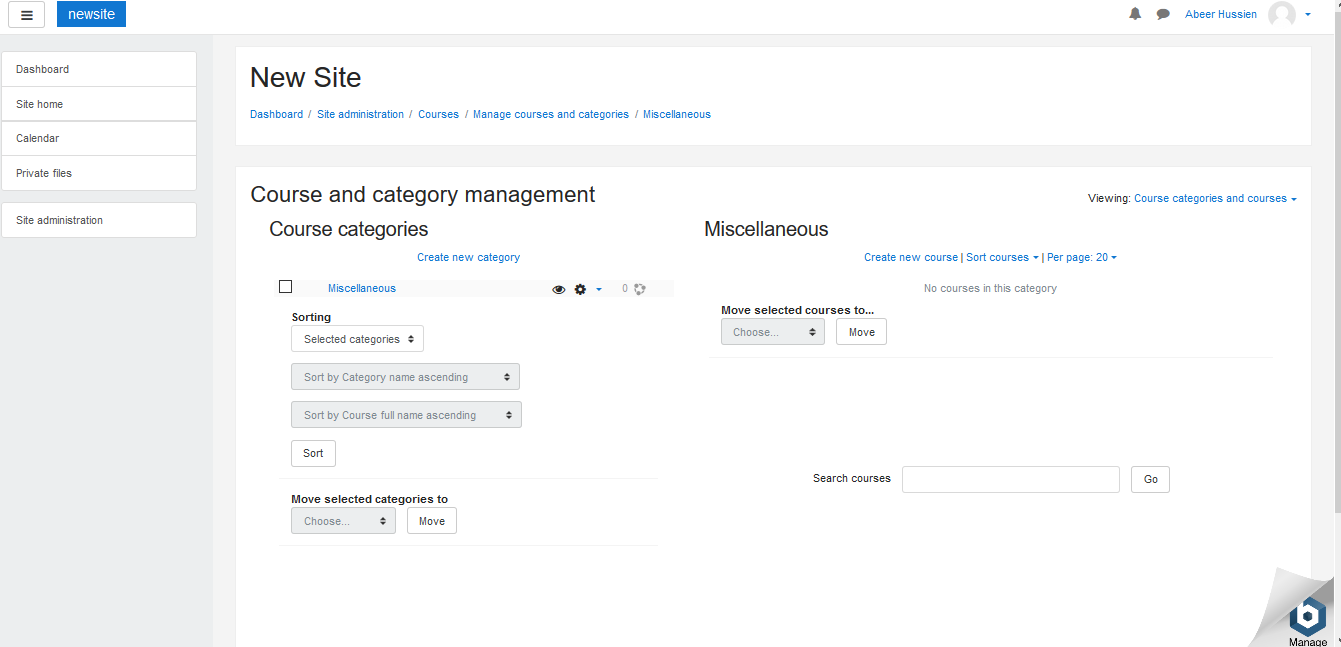 newsite
Abeer Hussien
Dashboard
Site home
Calendar
Private files
Site administration
New Site
Dashboard / Site administration / Courses / Manage courses and categories / Miscellaneous
Course and category management
Viewing: Course categories and courses
Course categories
Create new category
Miscellaneous
0
Sorting
Selected categories
Sort by Category name ascending
Sort by Course full name ascending
Sort
Move selected categories to
Choose...
Move
Miscellaneous
Create new course | Sort courses | Per page: 20
No courses in this category
Move selected courses to...
Choose...
Move
Search courses
Go
Manage